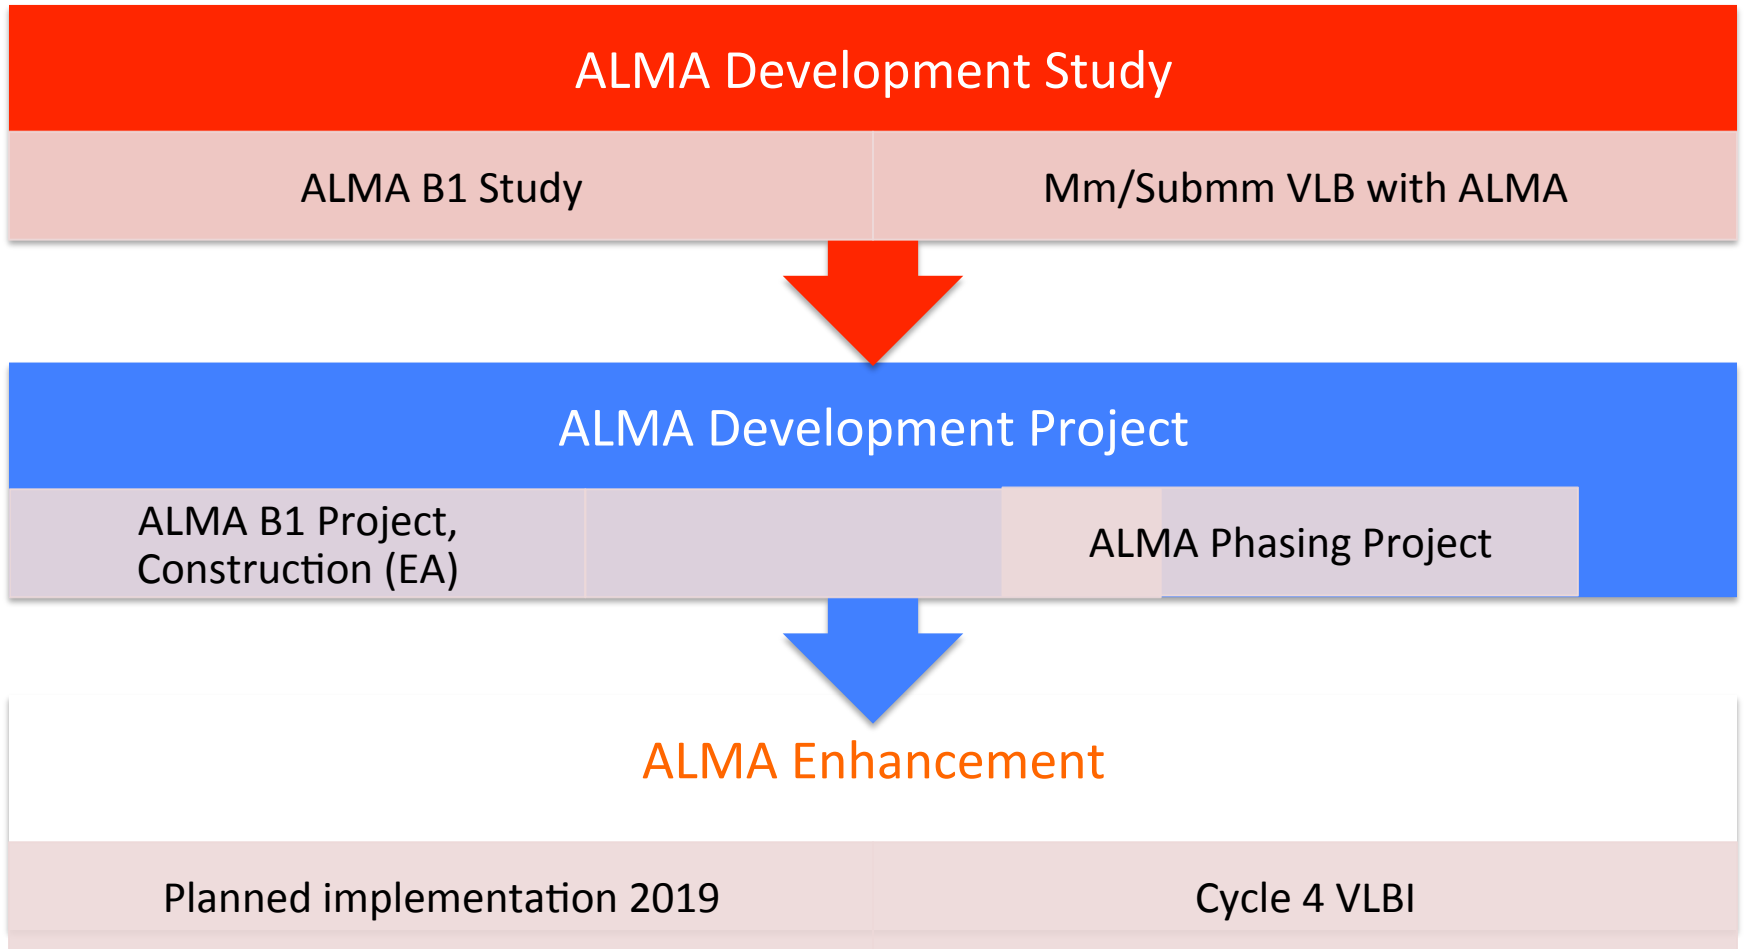 ALMA Development Study
ALMA B1 Study
Mm/Submm VLB with ALMA
ALMA Development Project
ALMA B1 Project,
Construction (EA)
ALMA Phasing Project
ALMA Enhancement
Planned implementation 2019
Cycle 4 VLBI